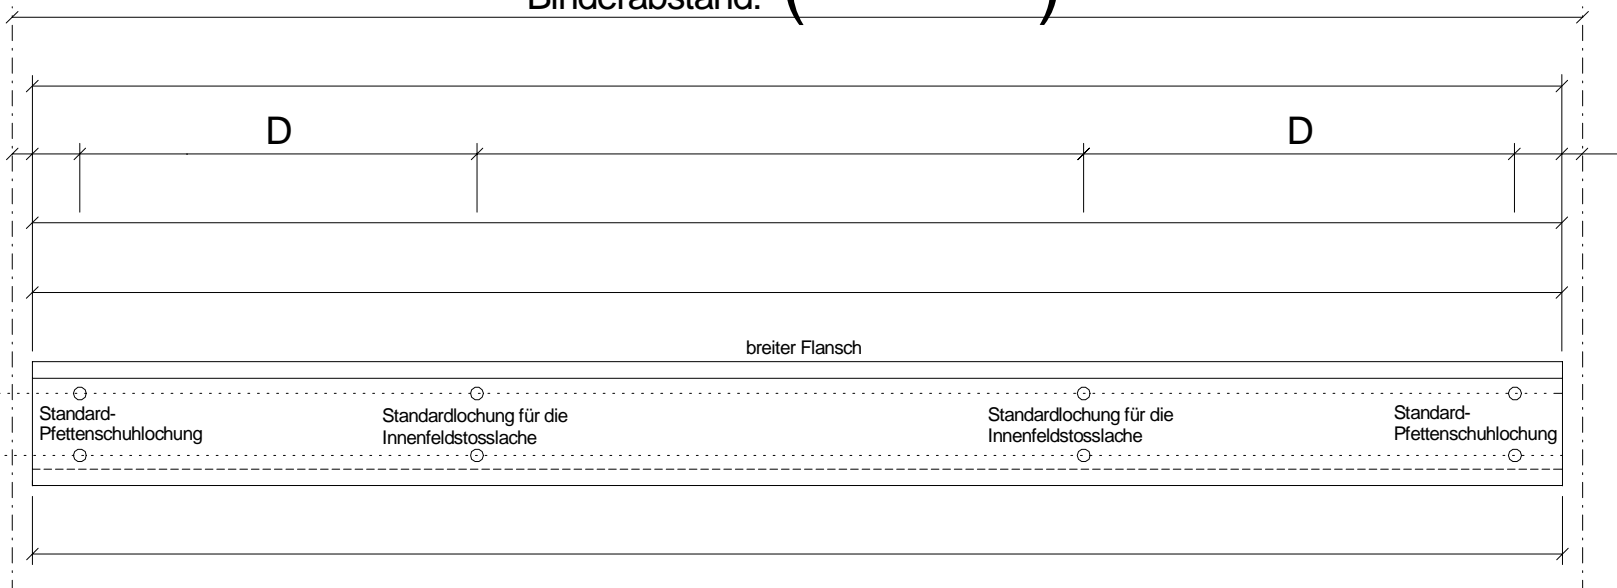 Binderabstand: ( )
D D
breiter Flansch
Standard-
Pfettenschuhlochung
Standardlochung für die
Innenfeldstosslache
Standardlochung für die
Innenfeldstosslache
Standard-
Pfettenschuhlochung